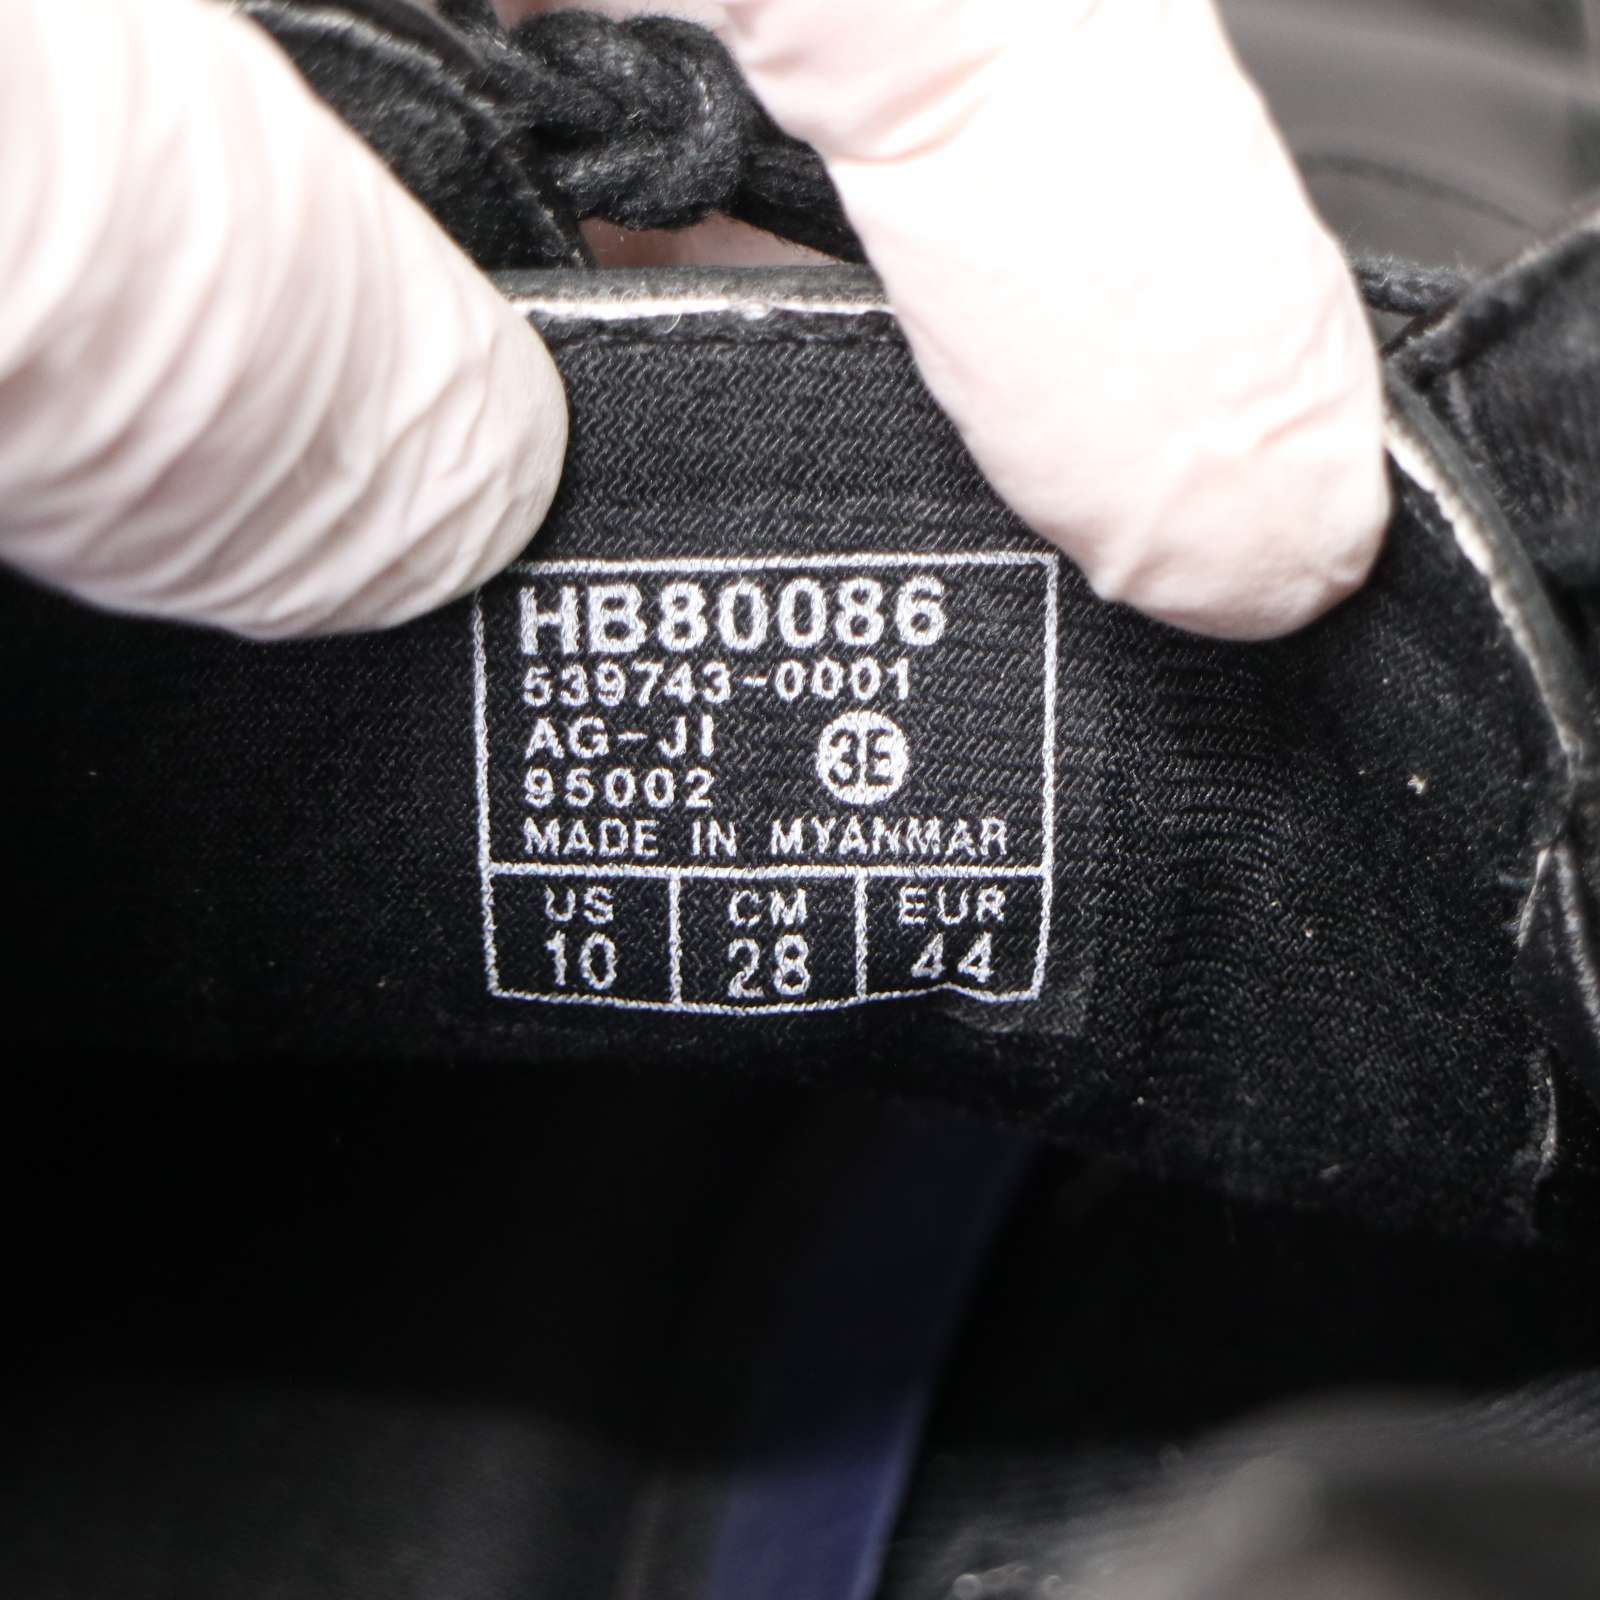 HB80086
539743-0001
AG-JI
3E
95002
MADE IN MYANMAR
US CM EUR
10 28 44